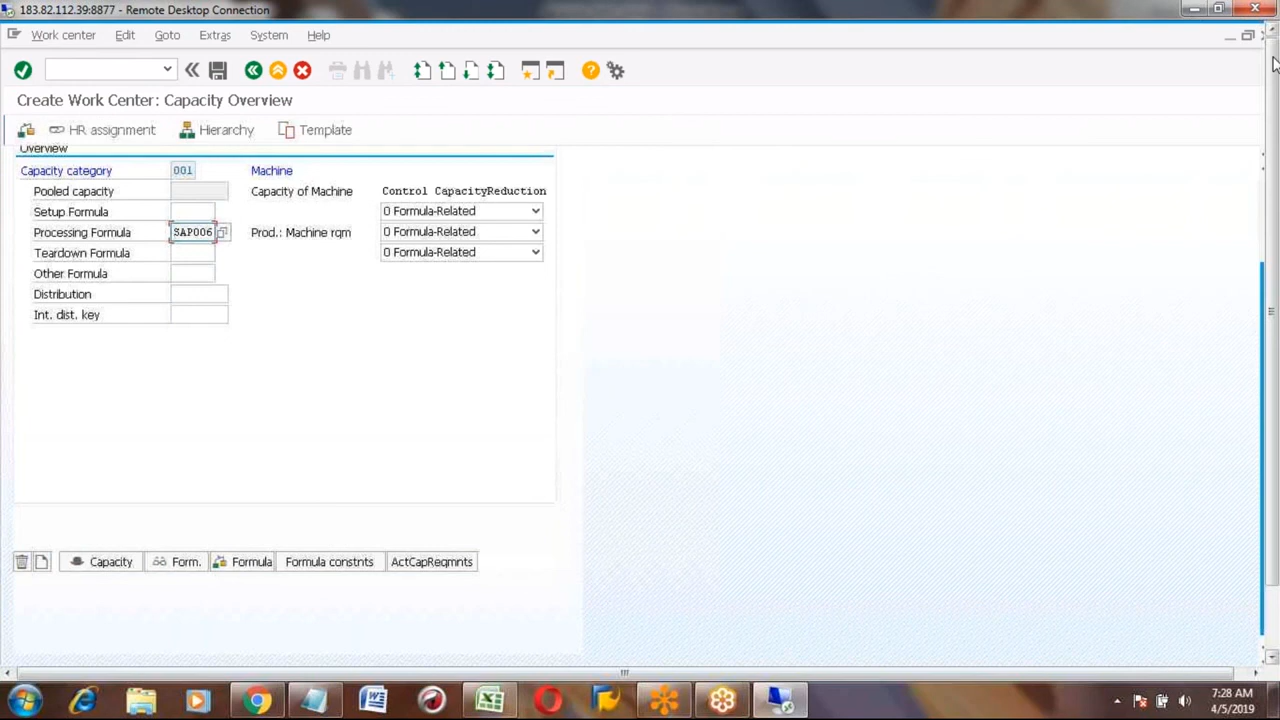 183.82.112.39:8877 - Remote Desktop Connection
Work center Edit Goto Extras System Help
Create Work Center: Capacity Overview
HR assignment Hierarchy Template
Overview
Capacity category 001 Machine
Pooled capacity Capacity of Machine Control CapacityReduction
Setup Formula 0 Formula-Related
Processing Formula SAP006 Prod.: Machine rqm 0 Formula-Related
Teardown Formula 0 Formula-Related
Other Formula
Distribution
Int. dist. key
Capacity Form. Formula Formula constnts ActCapReqmnts
7:28 AM
4/5/2019